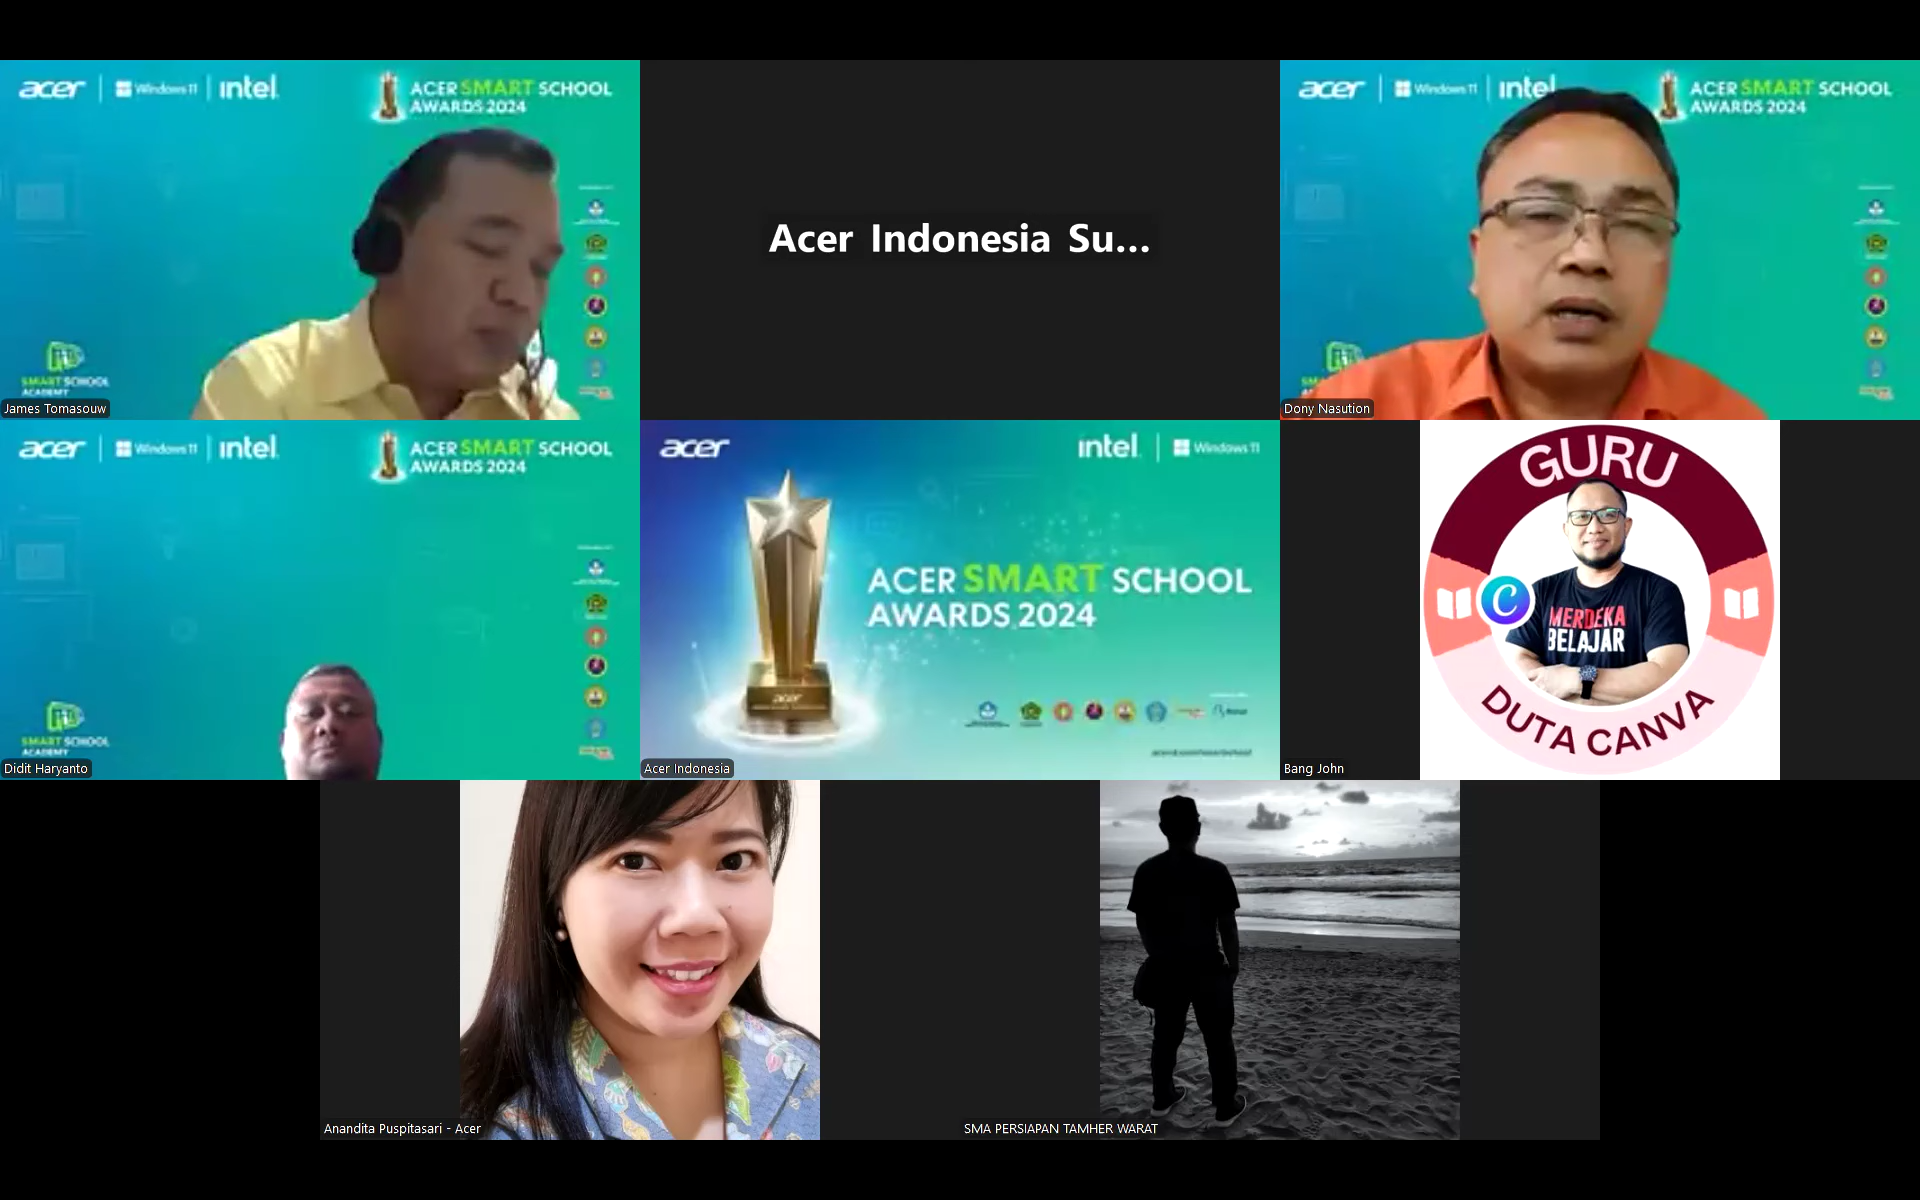 acer
Windows 11
intel
ACER SMART SCHOOL
AWARDS 2024
SMART SCHOOL
ACADEMY
James Tomasouw
Acer Indonesia Su...
acer
Windows 11
intel
ACER SMART SCHOOL
AWARDS 2024
Dony Nasution
acer
Windows 11
intel
ACER SMART SCHOOL
AWARDS 2024
SMART SCHOOL
ACADEMY
Didit Haryanto
acer
intel
Windows 11
ACER SMART SCHOOL
AWARDS 2024
acer
Acer Indonesia
GURU
C
MERDEKA
BELAJAR
DUTA CANVA
Bang John
Anandita Puspitasari - Acer
SMA PERSIAPAN TAMHER WARAT